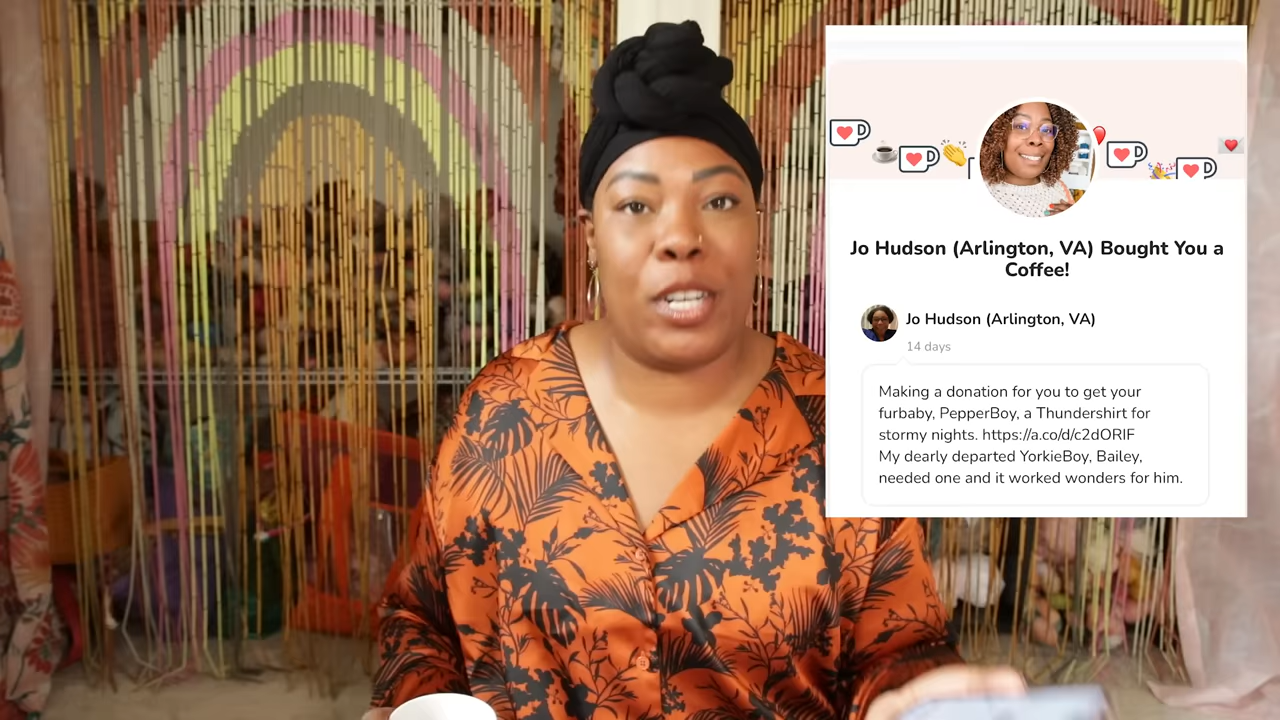 Jo Hudson (Arlington, VA) Bought You a
Coffee!
Jo Hudson (Arlington, VA)
14 days
Making a donation for you to get your
furbaby, PepperBoy, a Thundershirt for
stormy nights. https://a.co/d/c2dORIF
My dearly departed YorkieBoy, Bailey,
needed one and it worked wonders for him.